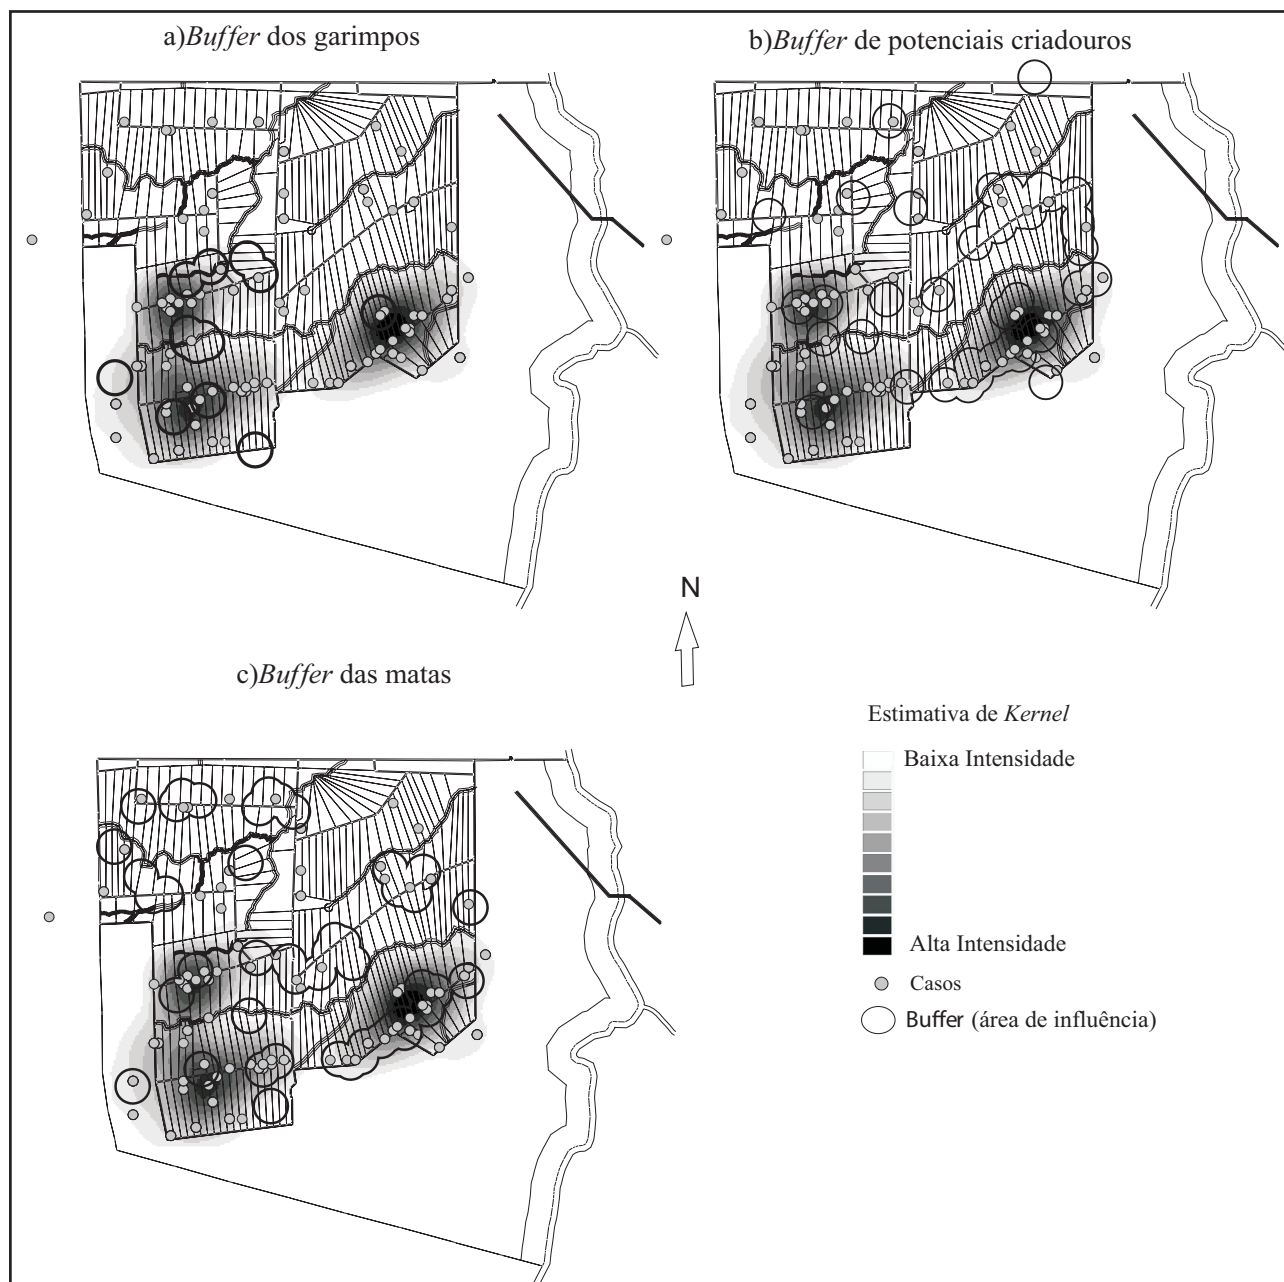 a)Buffer dos garimpos
b)Buffer de potenciais criadouros
N
c)Buffer das matas
Estimativa de Kernel
Baixa Intensidade
Alta Intensidade
Casos
Buffer (área de influência)